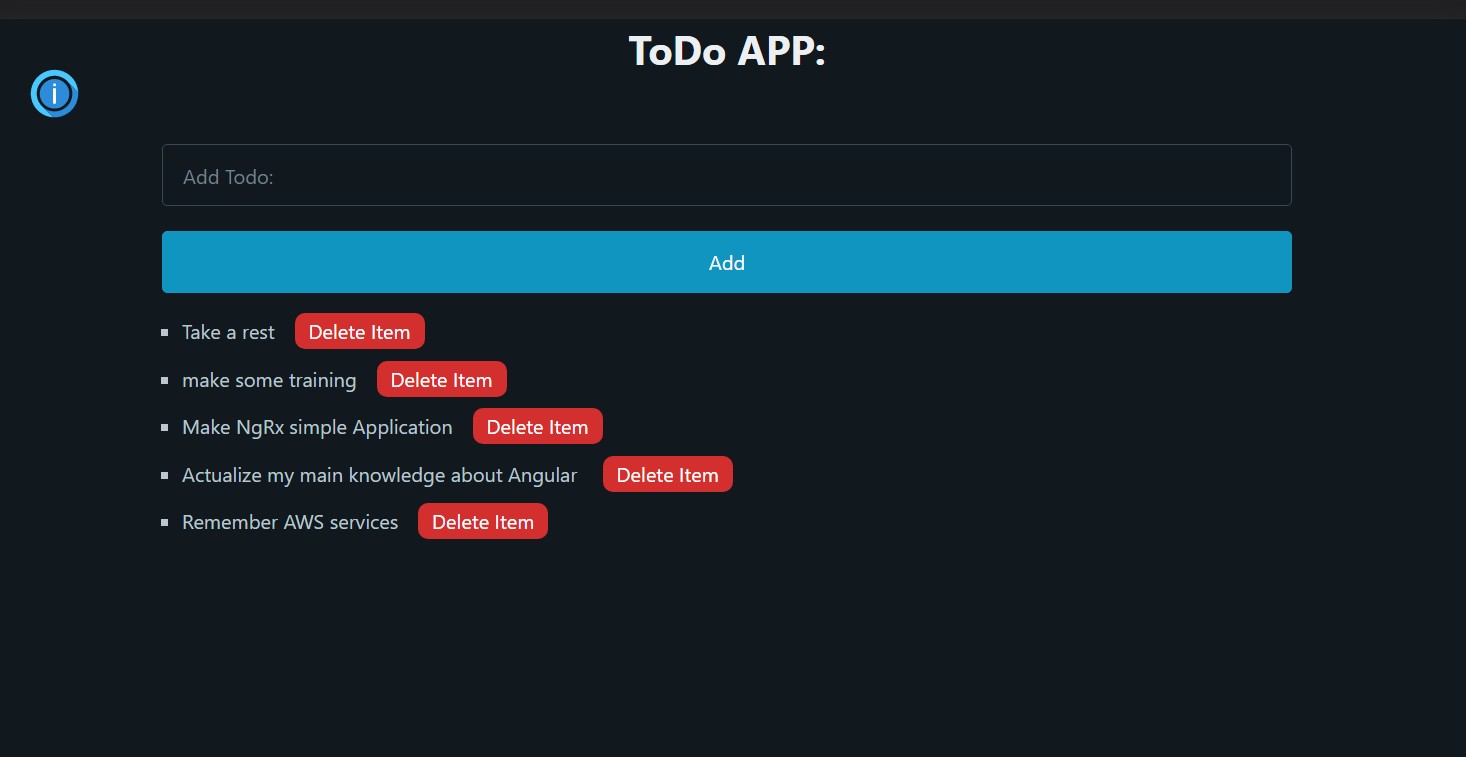 ToDo APP:
i
Add Todo:
Add
Take a rest Delete Item
make some training Delete Item
Make NgRx simple Application Delete Item
Actualize my main knowledge about Angular Delete Item
Remember AWS services Delete Item